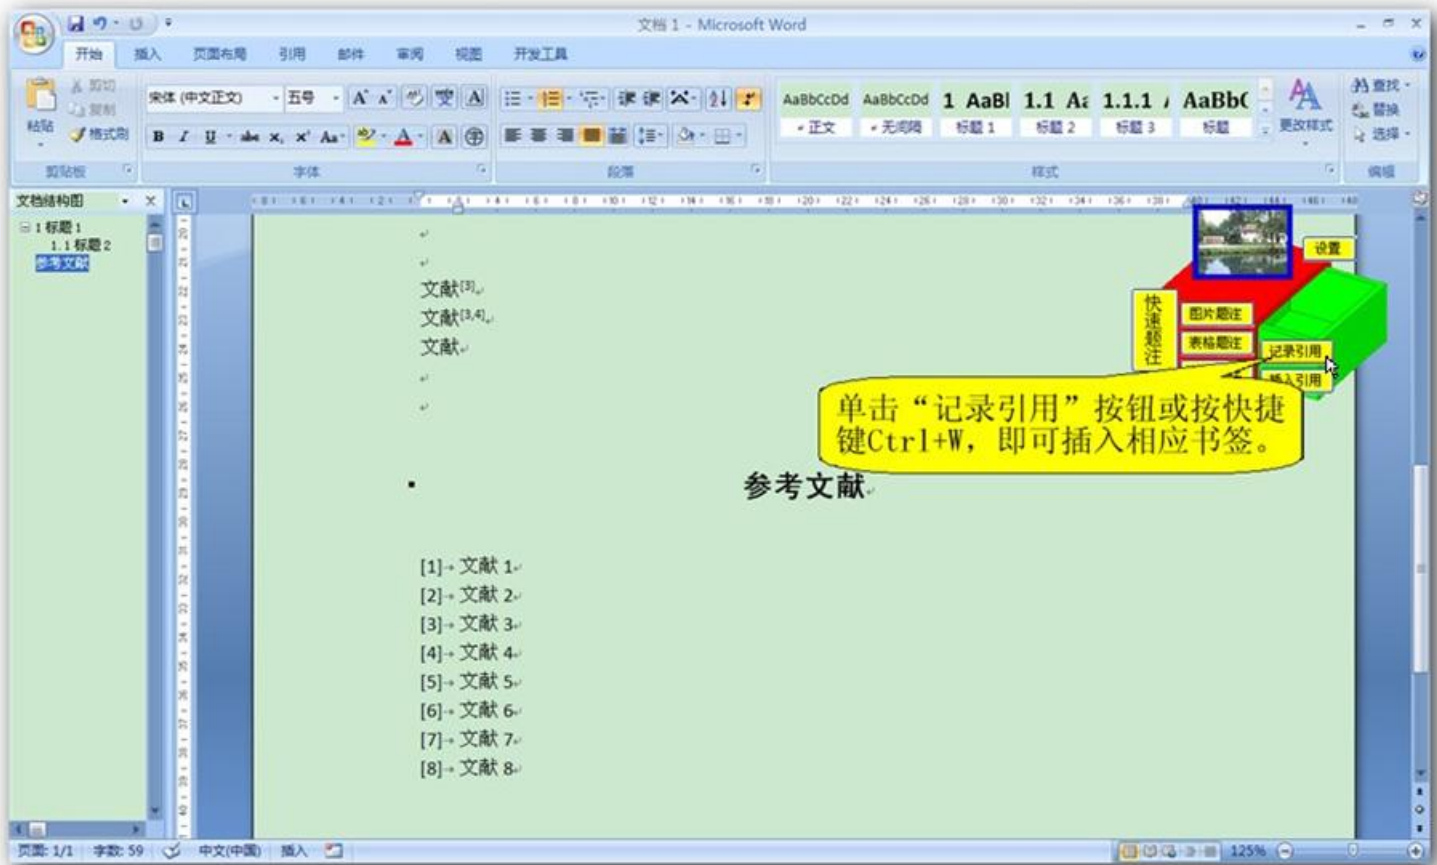 文档 1 - Microsoft Word
开始 插入 页面布局 引用 邮件 审阅 视图 开发工具
粘贴 剪切 复制 格式刷
宋体 (中文正文) 五号
AaBbCcDd AaBbCcDd 1 AaBl 1.1 Aa 1.1.1 AaBb(
正文 无间隔 标题 1 标题 2 标题 3 标题
更改样式
查找 替换 选择
剪贴板 字体 段落 样式 编辑
文档结构图
1 标题 1
1.1 标题 2
参考文献
文献[3]
文献[3,4]
文献
设置
快速题注
图片题注
表格题注
记录引用
插入引用
单击“记录引用”按钮或按快捷
键Ctrl+W，即可插入相应书签。
参考文献
[1] 文献 1
[2] 文献 2
[3] 文献 3
[4] 文献 4
[5] 文献 5
[6] 文献 6
[7] 文献 7
[8] 文献 8
页面: 1/1 字数: 59 中文(中国) 插入 125%